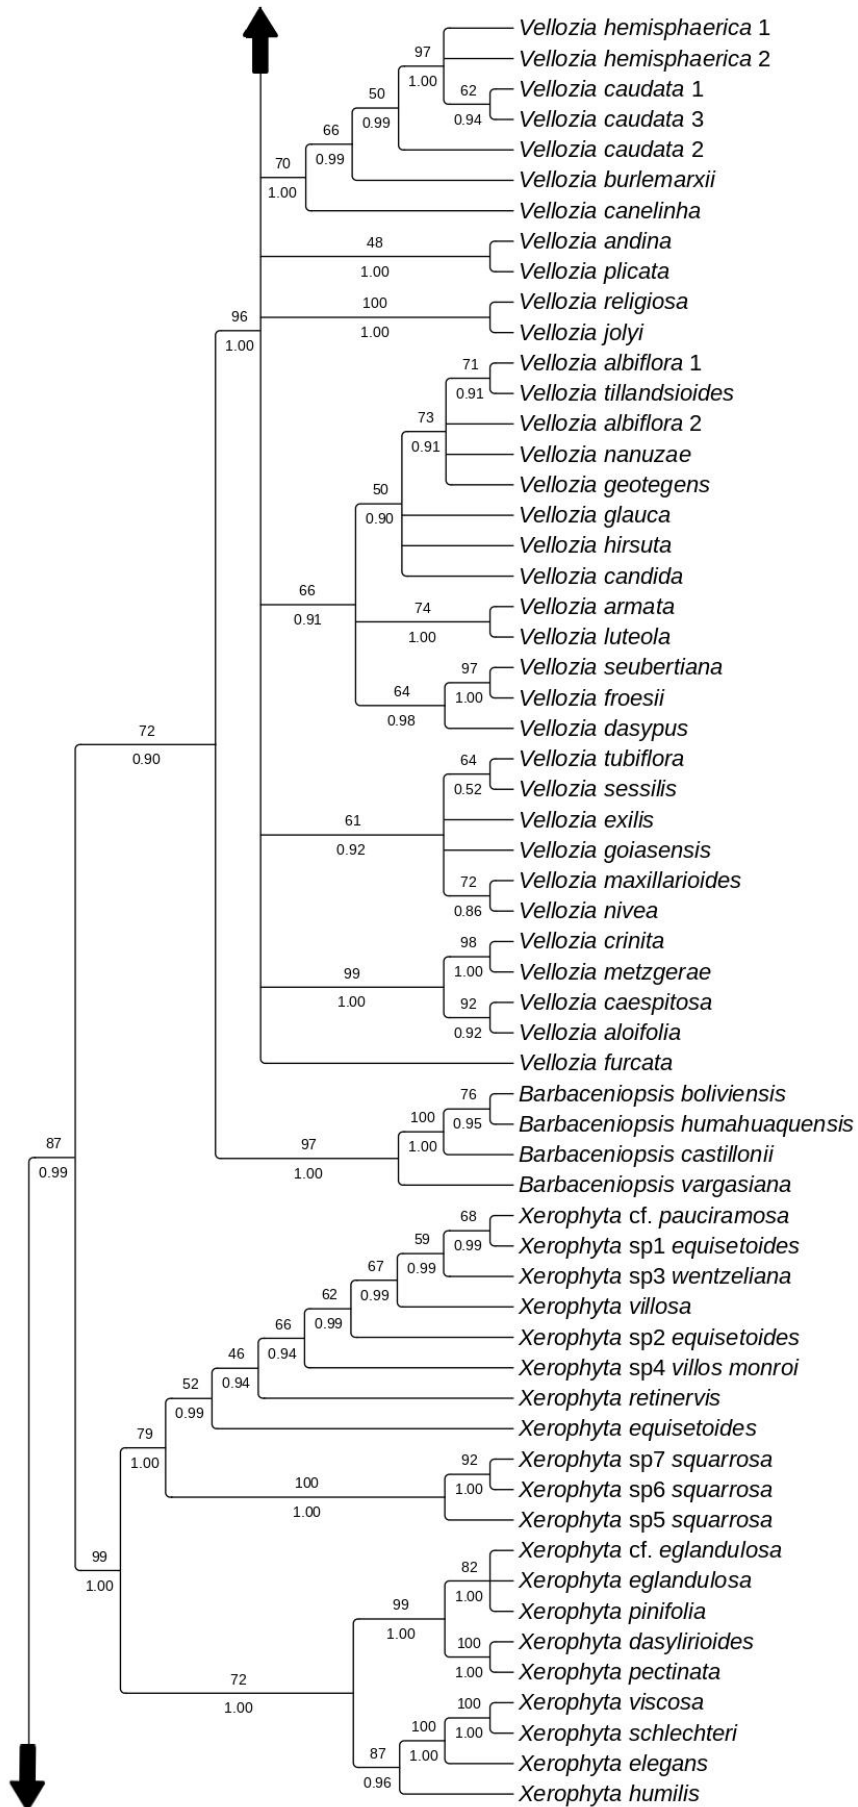 Vellozia hemisphaerica 1
97
Vellozia hemisphaerica 2
1.00
50
62
Vellozia caudata 1
0.99
0.94
Vellozia caudata 3
66
Vellozia caudata 2
0.99
70
Vellozia burlemarxii
1.00
Vellozia canelinha
48
Vellozia andina
1.00
Vellozia plicata
100
Vellozia religiosa
96
1.00
Vellozia jolyi
1.00
71
Vellozia albiflora 1
0.91
Vellozia tillandsioides
73
Vellozia albiflora 2
0.91
Vellozia nanuzae
50
Vellozia geotegens
0.90
Vellozia glauca
Vellozia hirsuta
Vellozia candida
66
74
Vellozia armata
0.91
1.00
Vellozia luteola
97
Vellozia seubertiana
64
1.00
Vellozia froesii
0.98
Vellozia dasypus
72
0.90
64
Vellozia tubiflora
0.52
Vellozia sessilis
61
Vellozia exilis
0.92
Vellozia goiasensis
72
Vellozia maxillarioides
0.86
Vellozia nivea
98
Vellozia crinita
99
1.00
Vellozia metzgerae
1.00
92
Vellozia caespitosa
0.92
Vellozia aloifolia
Vellozia furcata
76
Barbaceniopsis boliviensis
100
0.95
Barbaceniopsis humahuaquensis
87
97
1.00
Barbaceniopsis castillonii
0.99
1.00
Barbaceniopsis vargasiana
68
Xerophyta cf. pauciramosa
59
0.99
Xerophyta sp1 equisetoides
67
0.99
Xerophyta sp3 wentzeliana
62
0.99
Xerophyta villosa
66
0.99
Xerophyta sp2 equisetoides
46
0.94
Xerophyta sp4 villos monroi
52
0.94
Xerophyta retinervis
79
0.99
Xerophyta equisetoides
1.00
92
Xerophyta sp7 squarrosa
100
1.00
Xerophyta sp6 squarrosa
1.00
Xerophyta sp5 squarrosa
99
Xerophyta cf. eglandulosa
1.00
82
Xerophyta eglandulosa
99
1.00
Xerophyta pinifolia
1.00
100
Xerophyta dasylirioides
72
1.00
Xerophyta pectinata
1.00
100
Xerophyta viscosa
100
1.00
Xerophyta schlechteri
87
1.00
Xerophyta elegans
0.96
Xerophyta humilis